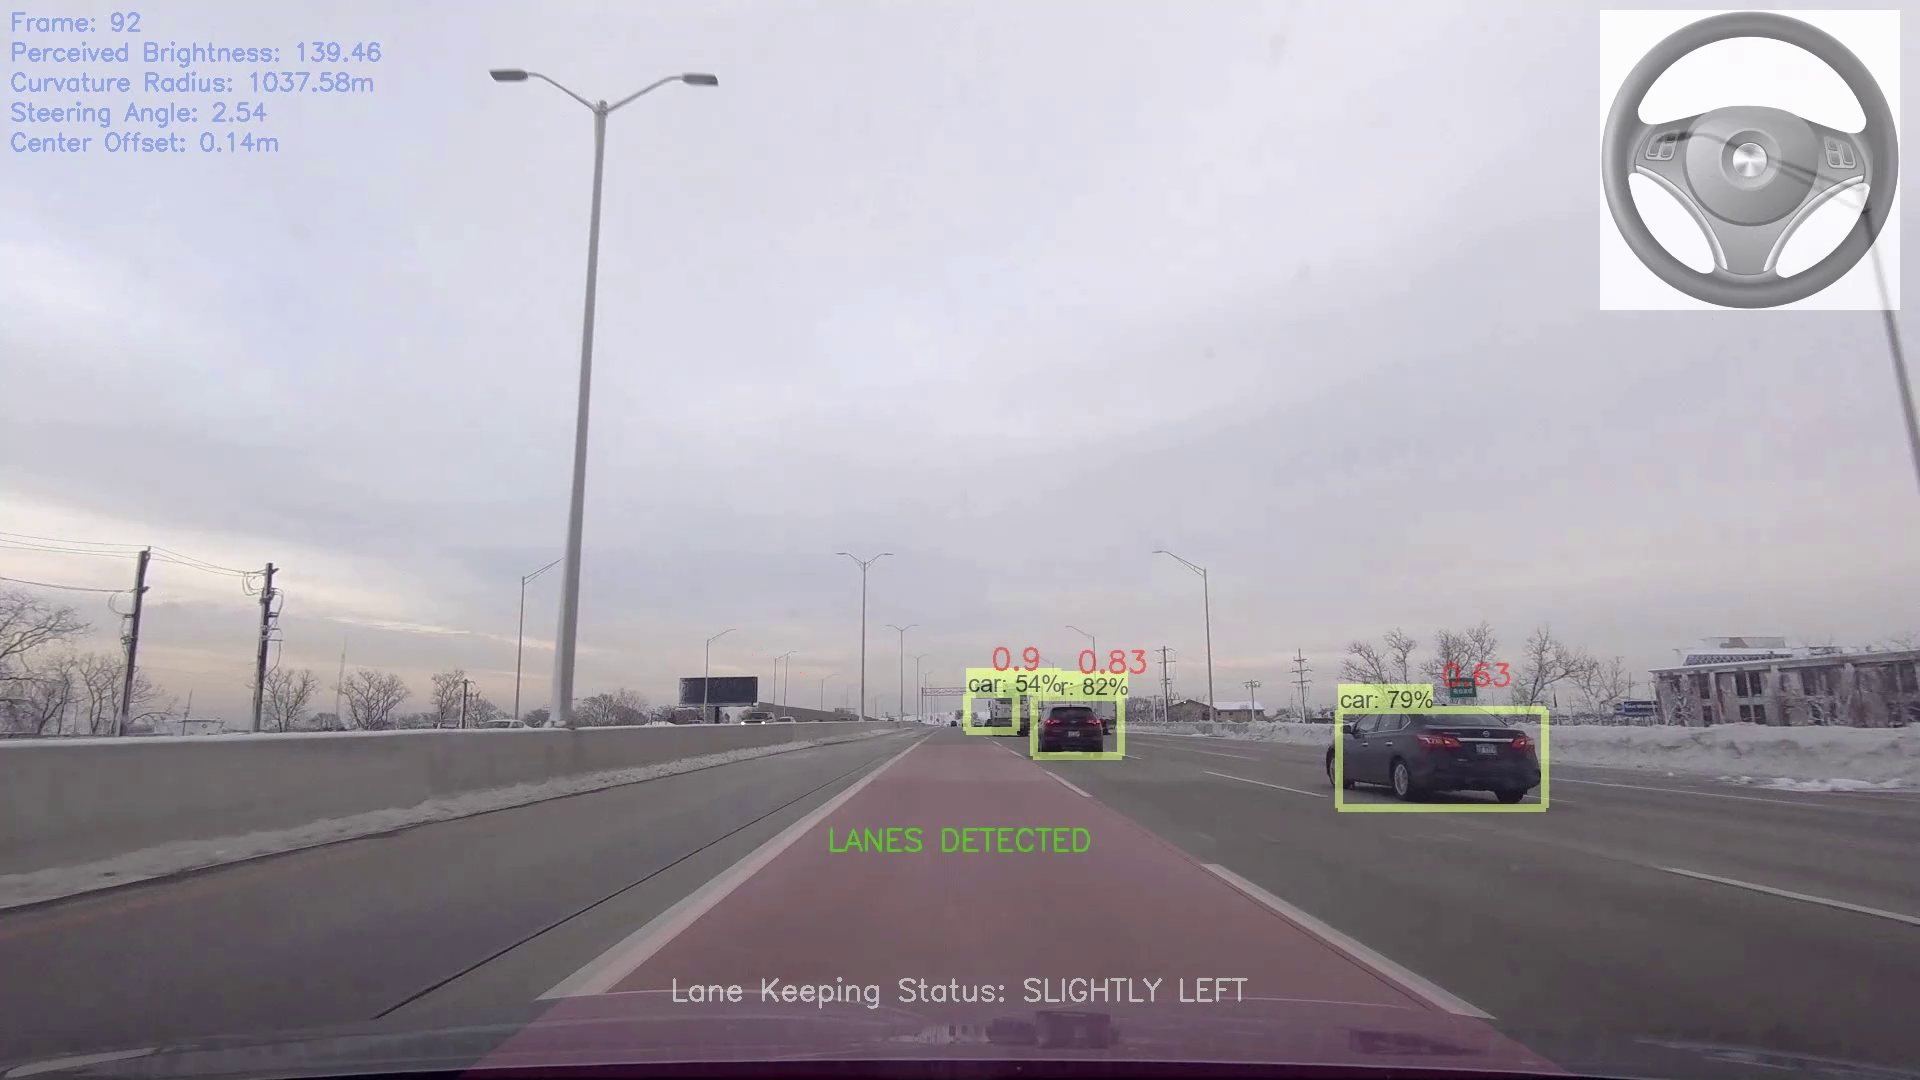 Frame: 92
Perceived Brightness: 139.46
Curvature Radius: 1037.58m
Steering Angle: 2.54
Center Offset: 0.14m
0.9
0.83
0.63
car: 54%
r: 82%
car: 79%
LANES DETECTED
Lane Keeping Status: SLIGHTLY LEFT